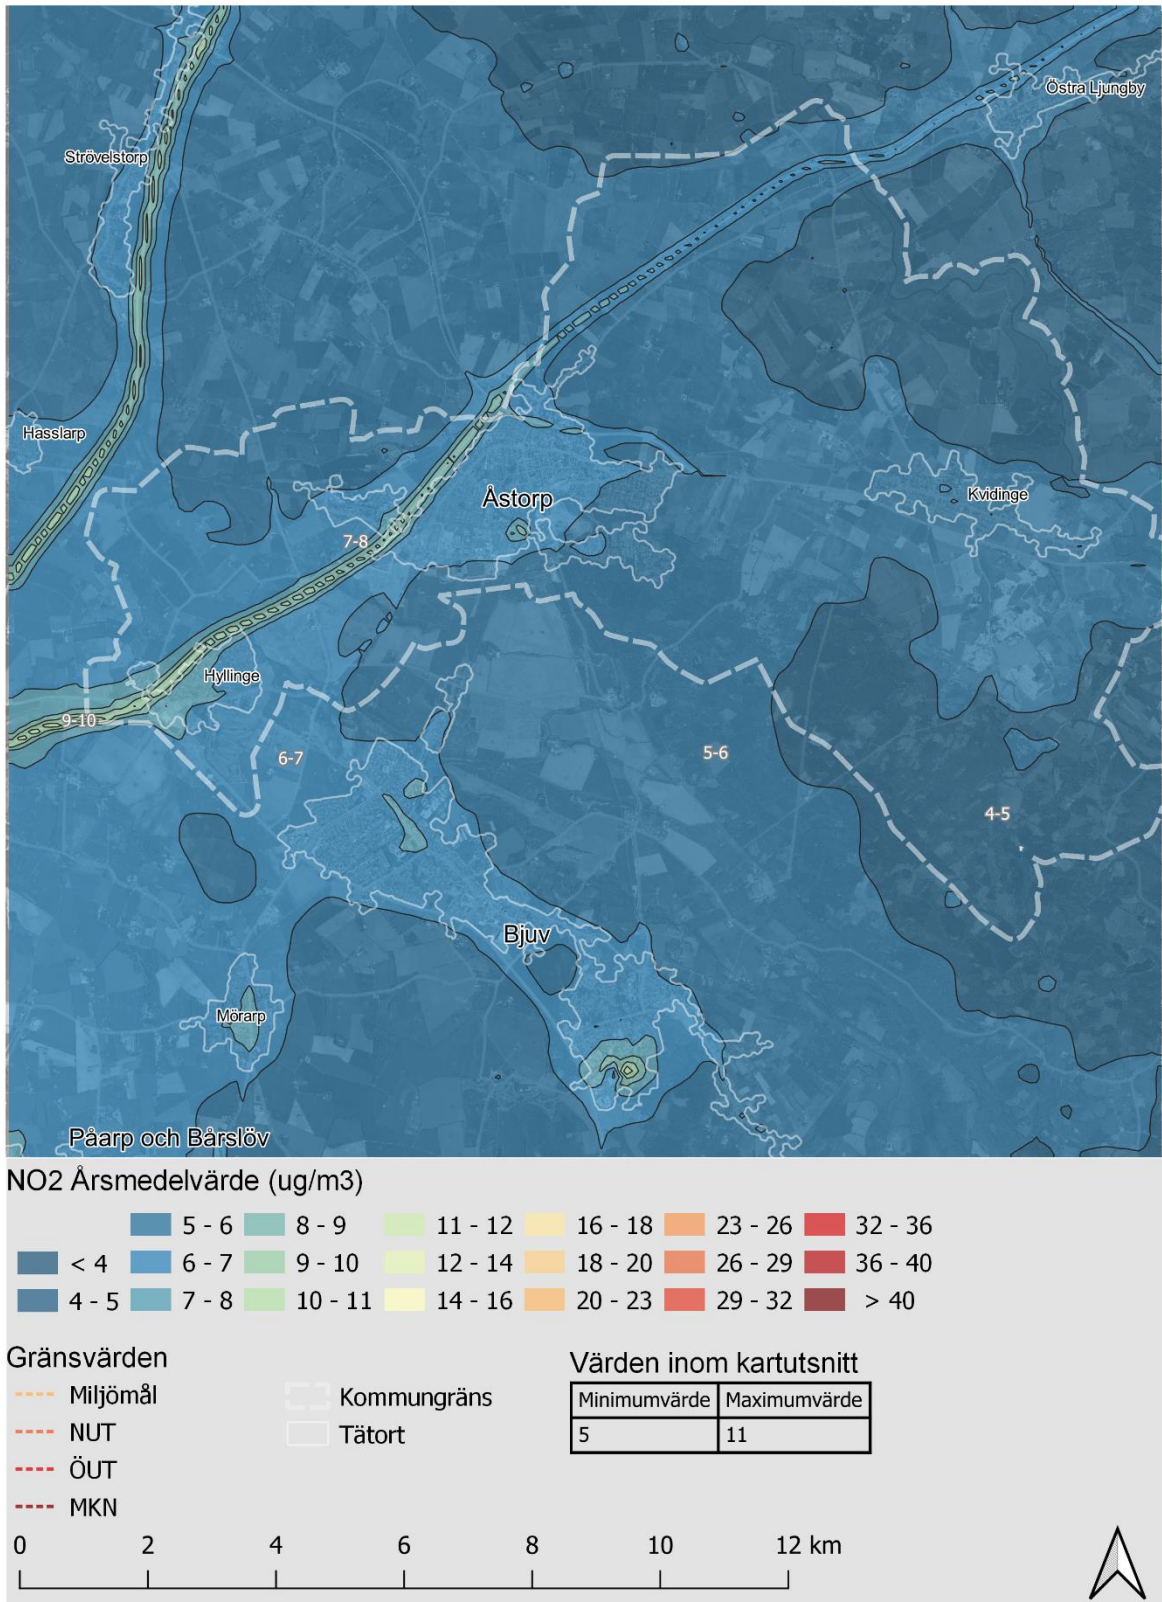 Östra Ljungby
Strövelstorp
Hasslarp
Åstorp
Kvidinge
7-8
Hyllinge
9-10
6-7
5-6
4-5
Bjuv
Mörarp
Påarp och Bårslöv
NO2 Årsmedelvärde (ug/m3)
5 - 6 8 - 9 11 - 12 16 - 18 23 - 26 32 - 36
< 4 6 - 7 9 - 10 12 - 14 18 - 20 26 - 29 36 - 40
4 - 5 7 - 8 10 - 11 14 - 16 20 - 23 29 - 32 > 40
Gränsvärden
Miljömål
NUT
ÖUT
MKN
Kommungräns
Tätort
Värden inom kartutsnitt
Minimumvärde Maximumvärde
5 11
0 2 4 6 8 10 12 km